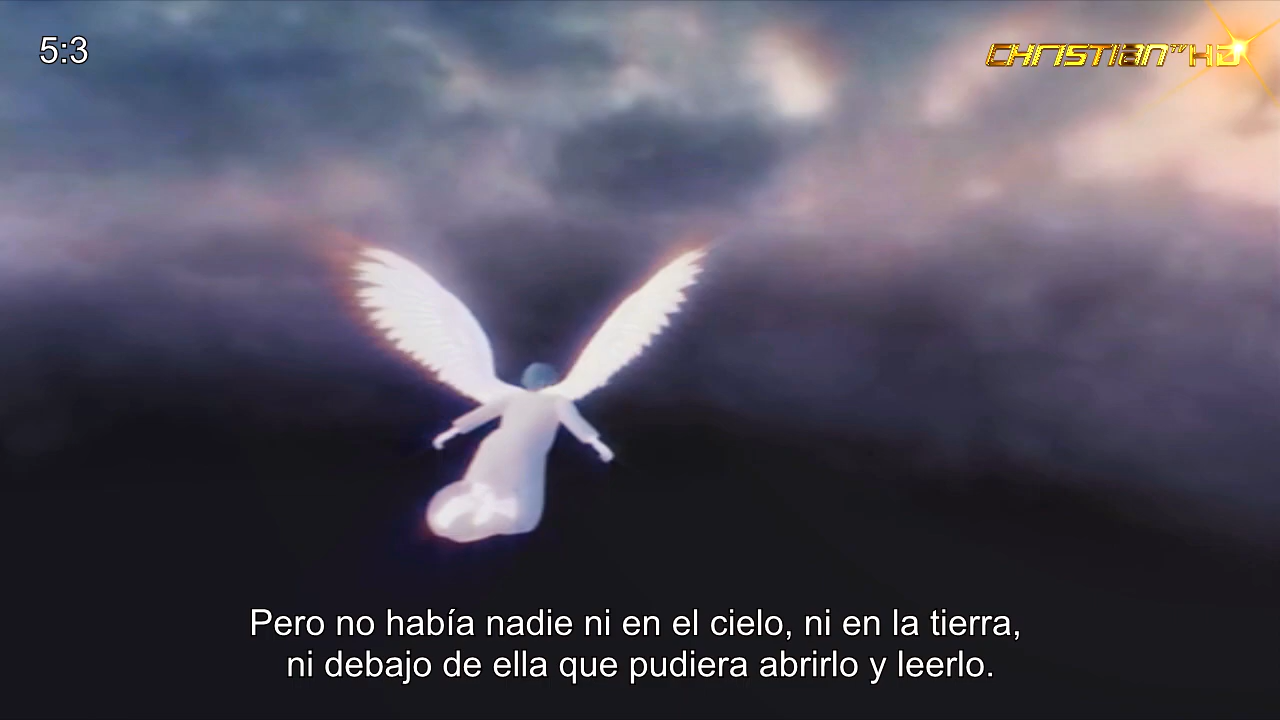 5:3
CHRISTIAN TV HD
Pero no había nadie ni en el cielo, ni en la tierra,
ni debajo de ella que pudiera abrirlo y leerlo.